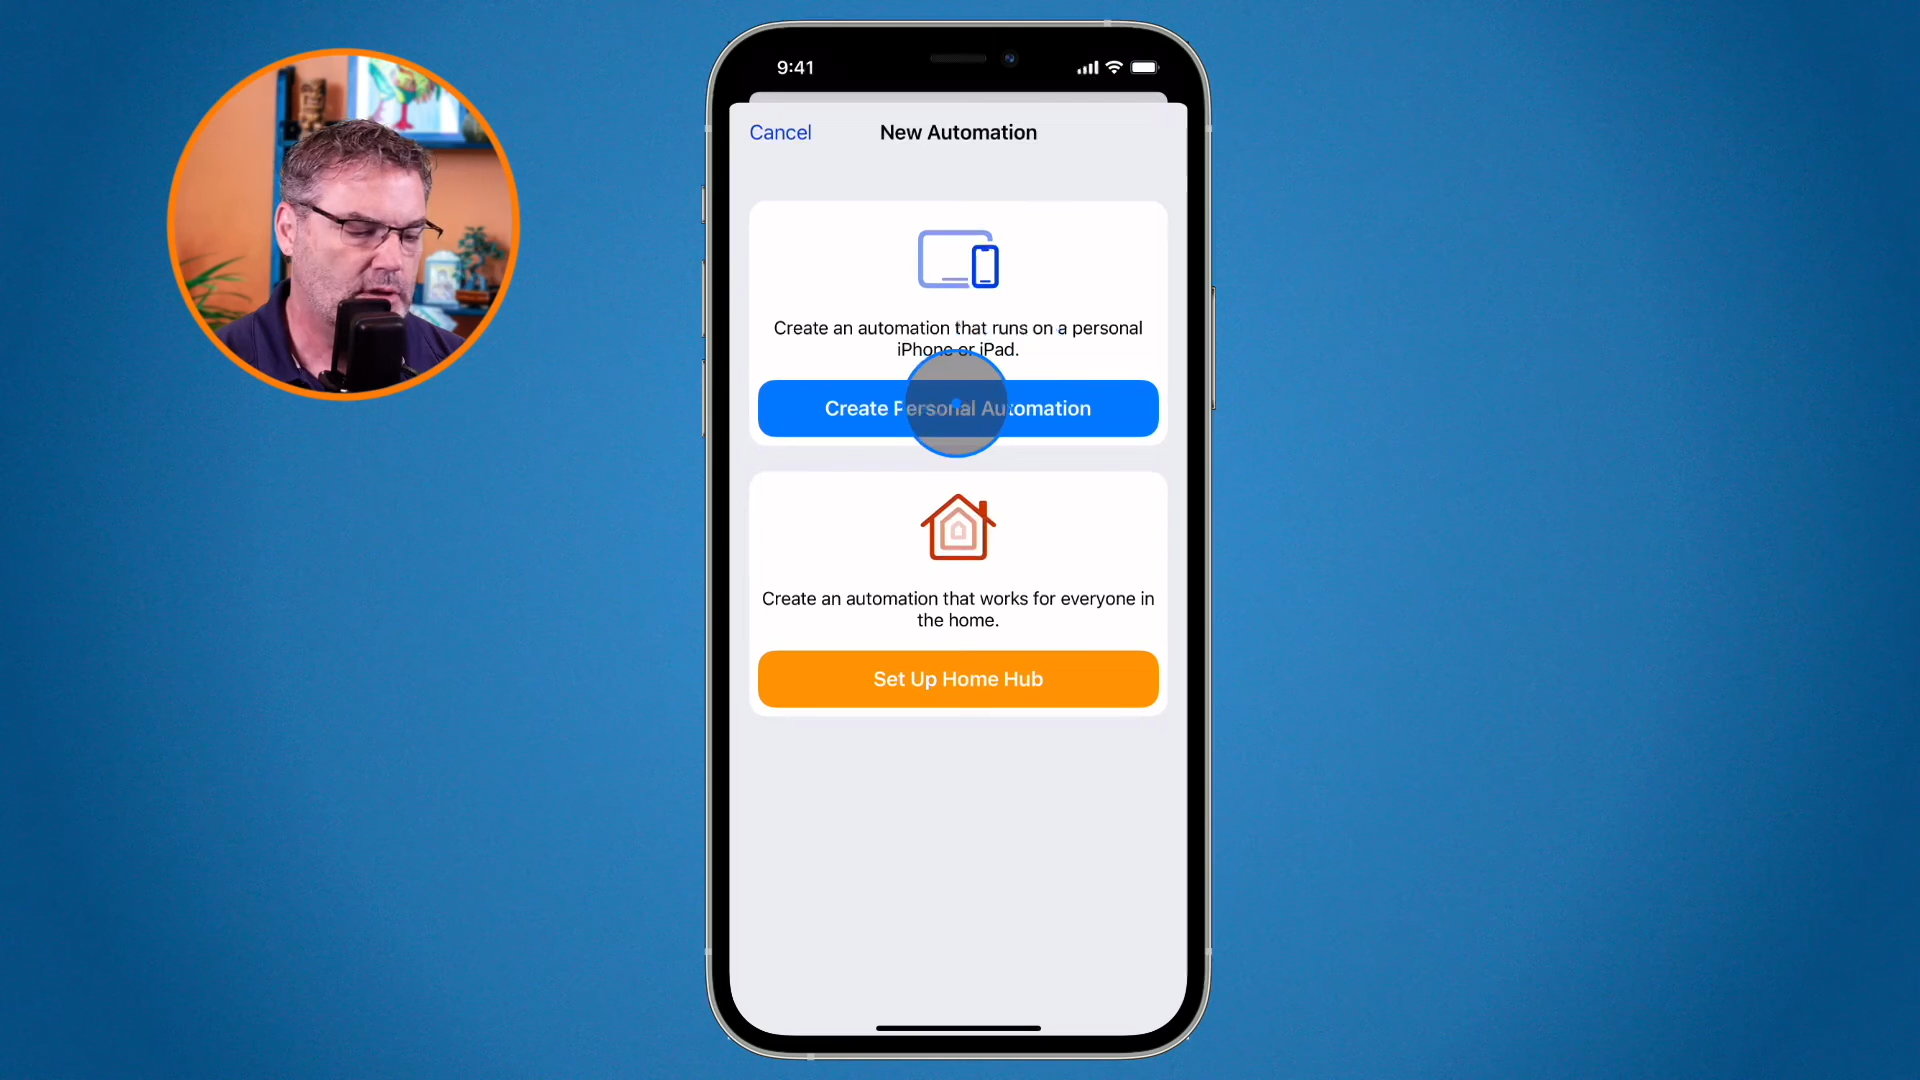 9:41
Cancel
New Automation
Create an automation that runs on a personal
iPhone or iPad.
Create Personal Automation
Create an automation that works for everyone in
the home.
Set Up Home Hub